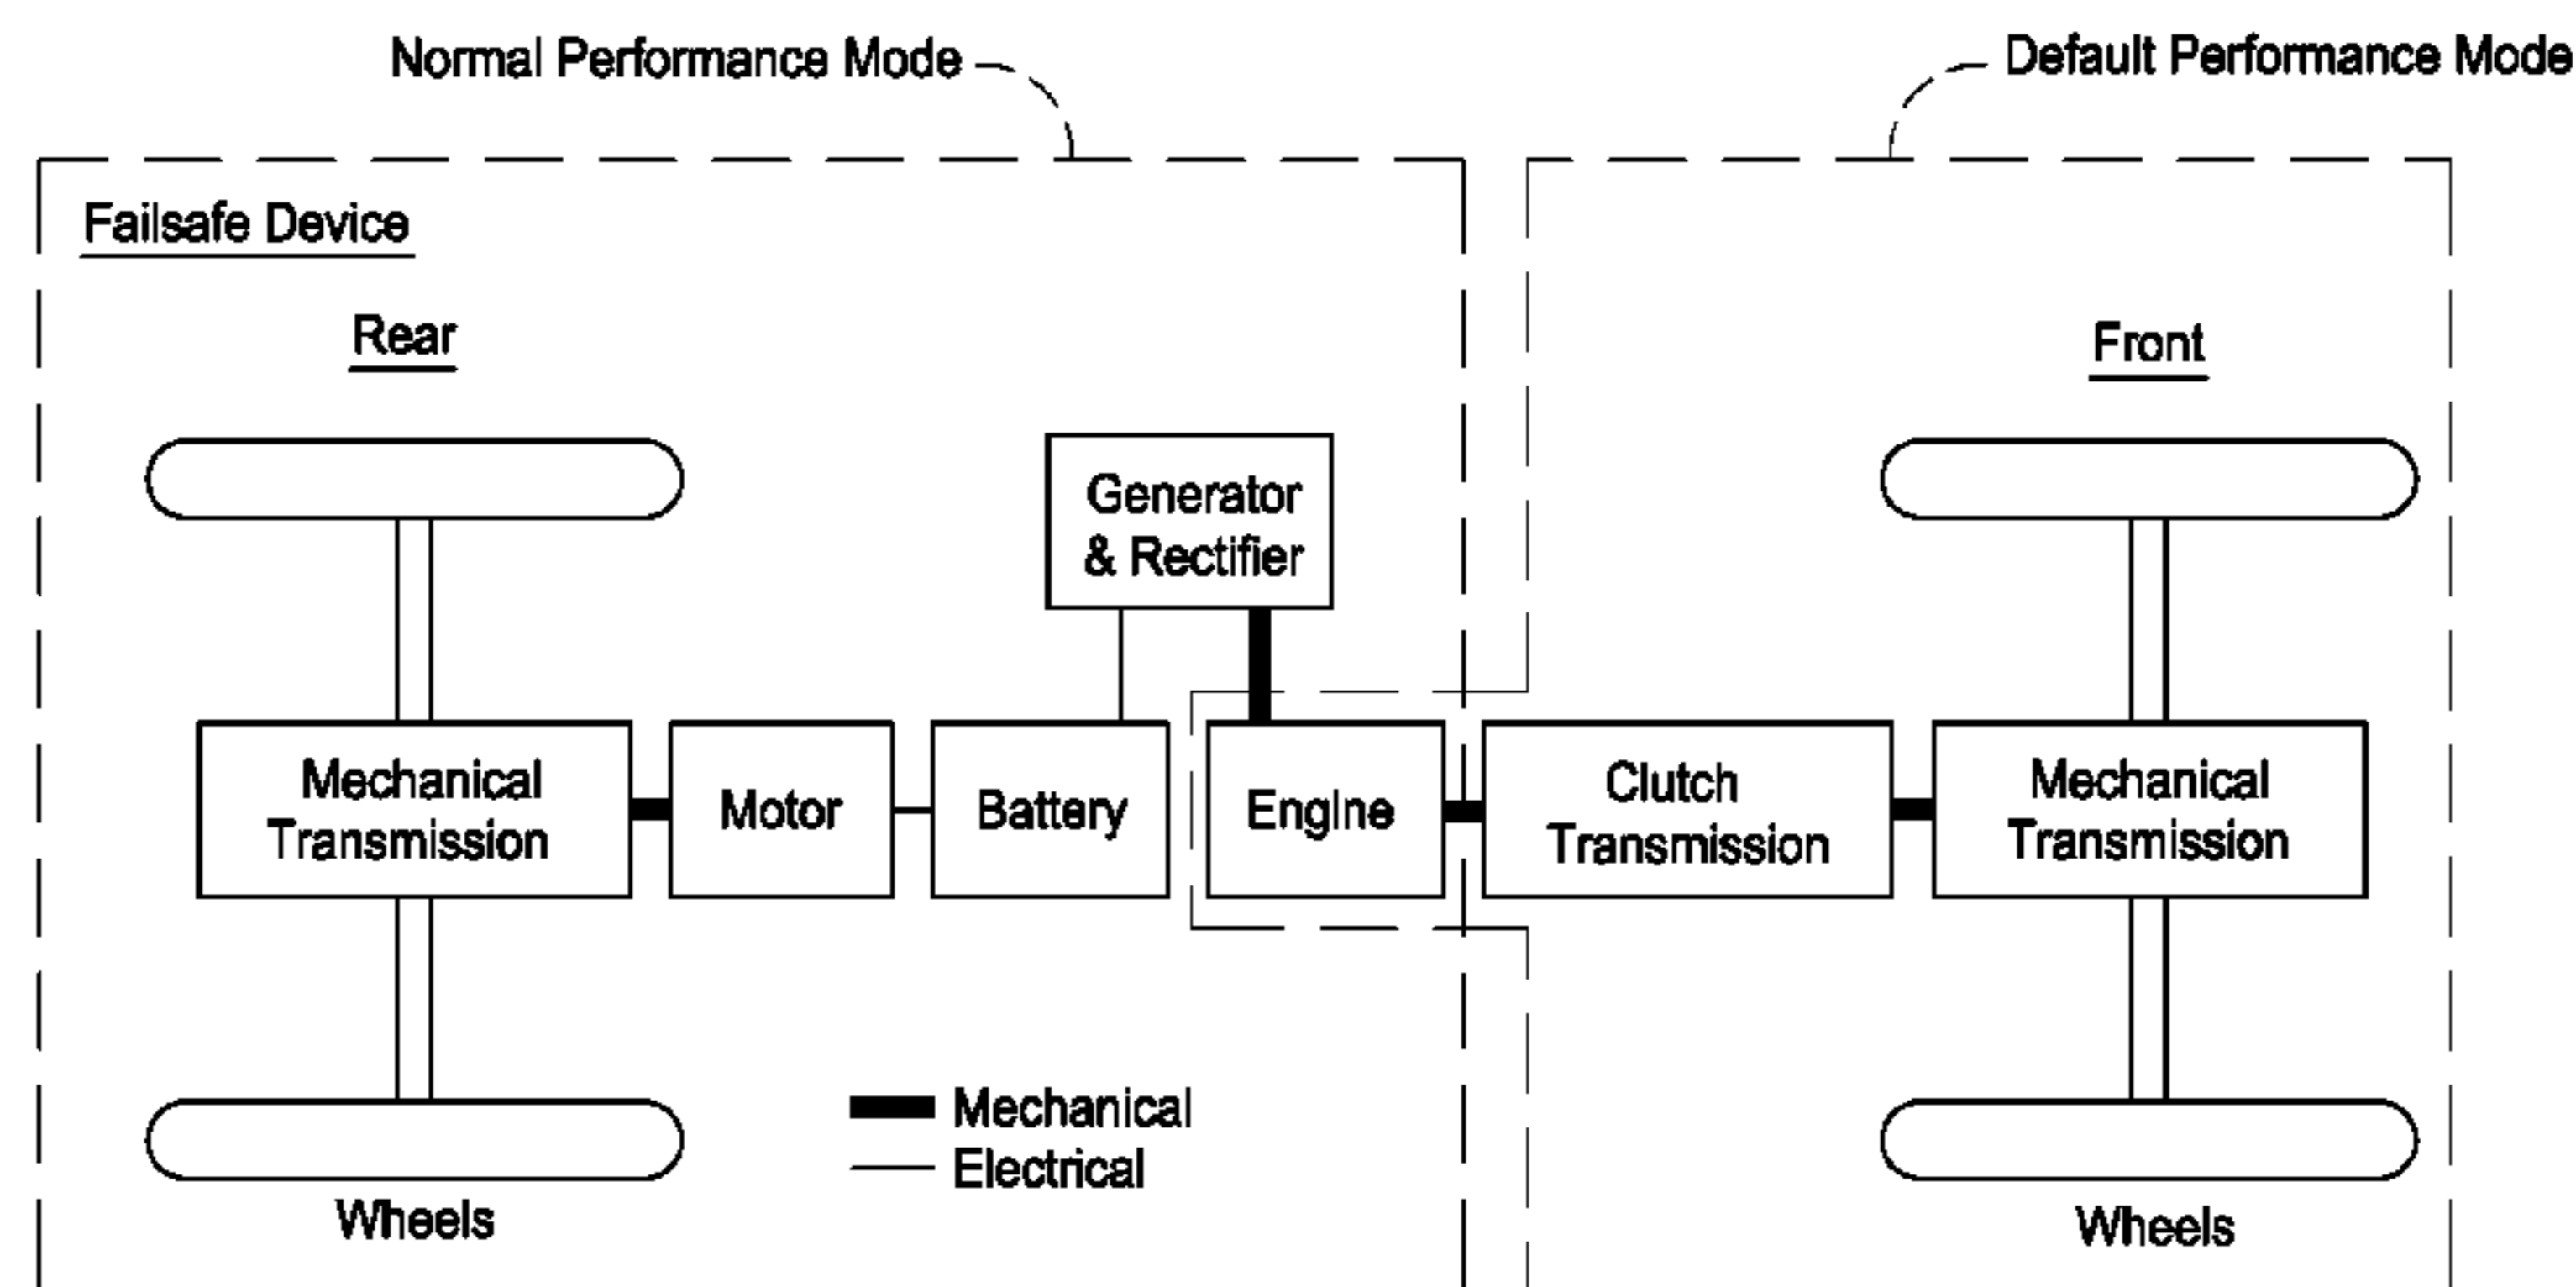 Normal Performance Mode
Default Performance Mode
Failsafe Device
Rear
Front
Generator
& Rectifier
Mechanical
Transmission
Motor
Battery
Engine
Clutch
Transmission
Mechanical
Transmission
Mechanical
Electrical
Wheels
Wheels